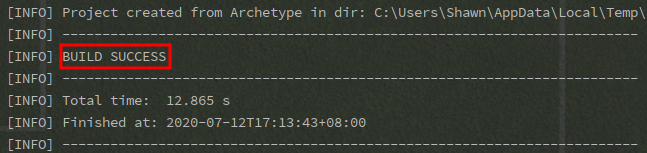 [INFO] Project created from Archetype in dir: C:\Users\Shawn\AppData\Local\Temp\
[INFO] ------------------------------------------------------------------------
[INFO] BUILD SUCCESS
[INFO] ------------------------------------------------------------------------
[INFO] Total time:  12.865 s
[INFO] Finished at: 2020-07-12T17:13:43+08:00
[INFO] ------------------------------------------------------------------------